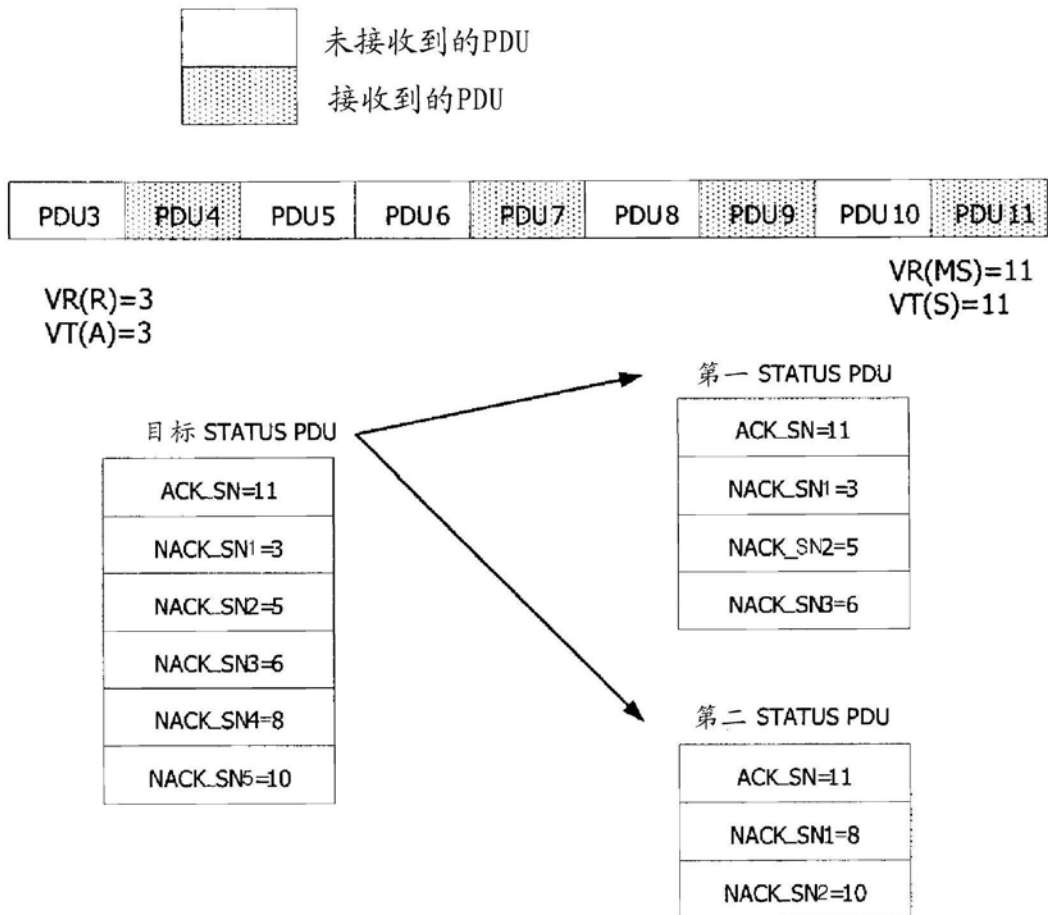 未接收到的PDU
接收到的PDU
PDU3 PDU4 PDU5 PDU6 PDU7 PDU8 PDU9 PDU10 PDU11
VR(R)=3
VT(A)=3
VR(MS)=11
VT(S)=11
目标 STATUS PDU
ACK_SN=11
NACK_SN1=3
NACK_SN2=5
NACK_SN3=6
NACK_SN4=8
NACK_SN5=10
第一 STATUS PDU
ACK_SN=11
NACK_SN1=3
NACK_SN2=5
NACK_SN3=6
第二 STATUS PDU
ACK_SN=11
NACK_SN1=8
NACK_SN2=10